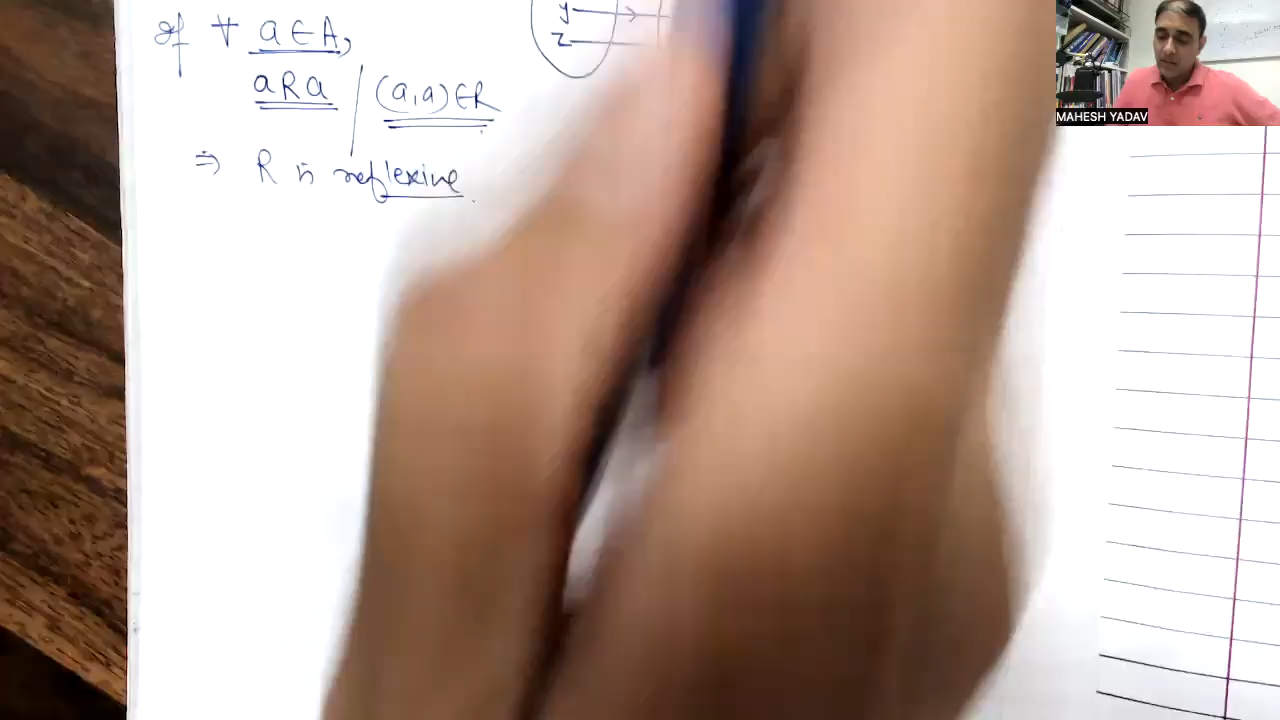 If ∀ a ∈ A,
aRa / (a,a) ∈ R
⇒ R is reflexive.
y
z
MAHESH YADAV